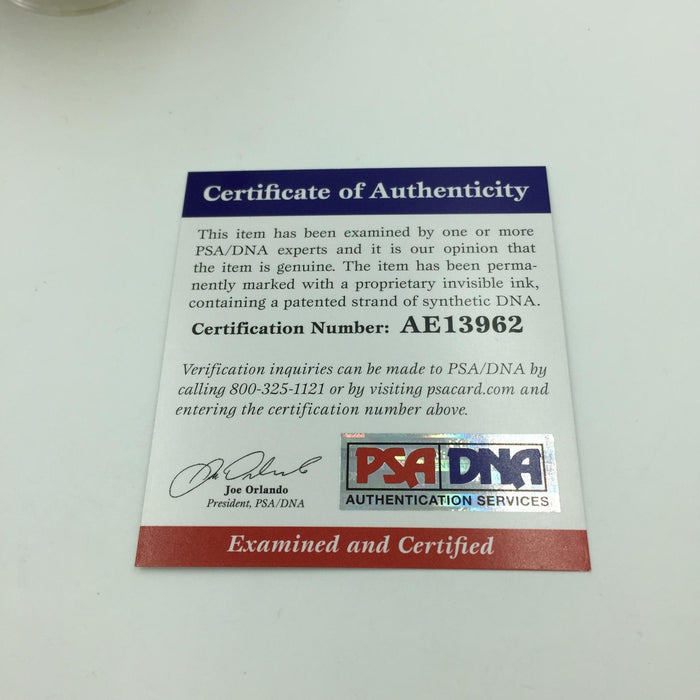 Certificate of Authenticity
This item has been examined by one or more
PSA/DNA experts and it is our opinion that
the item is genuine. The item has been perma-
nently marked with a proprietary invisible ink,
containing a patented strand of synthetic DNA.
Certification Number: AE13962
Verification inquiries can be made to PSA/DNA by
calling 800-325-1121 or by visiting psacard.com and
entering the certification number above.
Joe Orlando
Joe Orlando
President, PSA/DNA
PSA DNA
AUTHENTICATION SERVICES
Examined and Certified